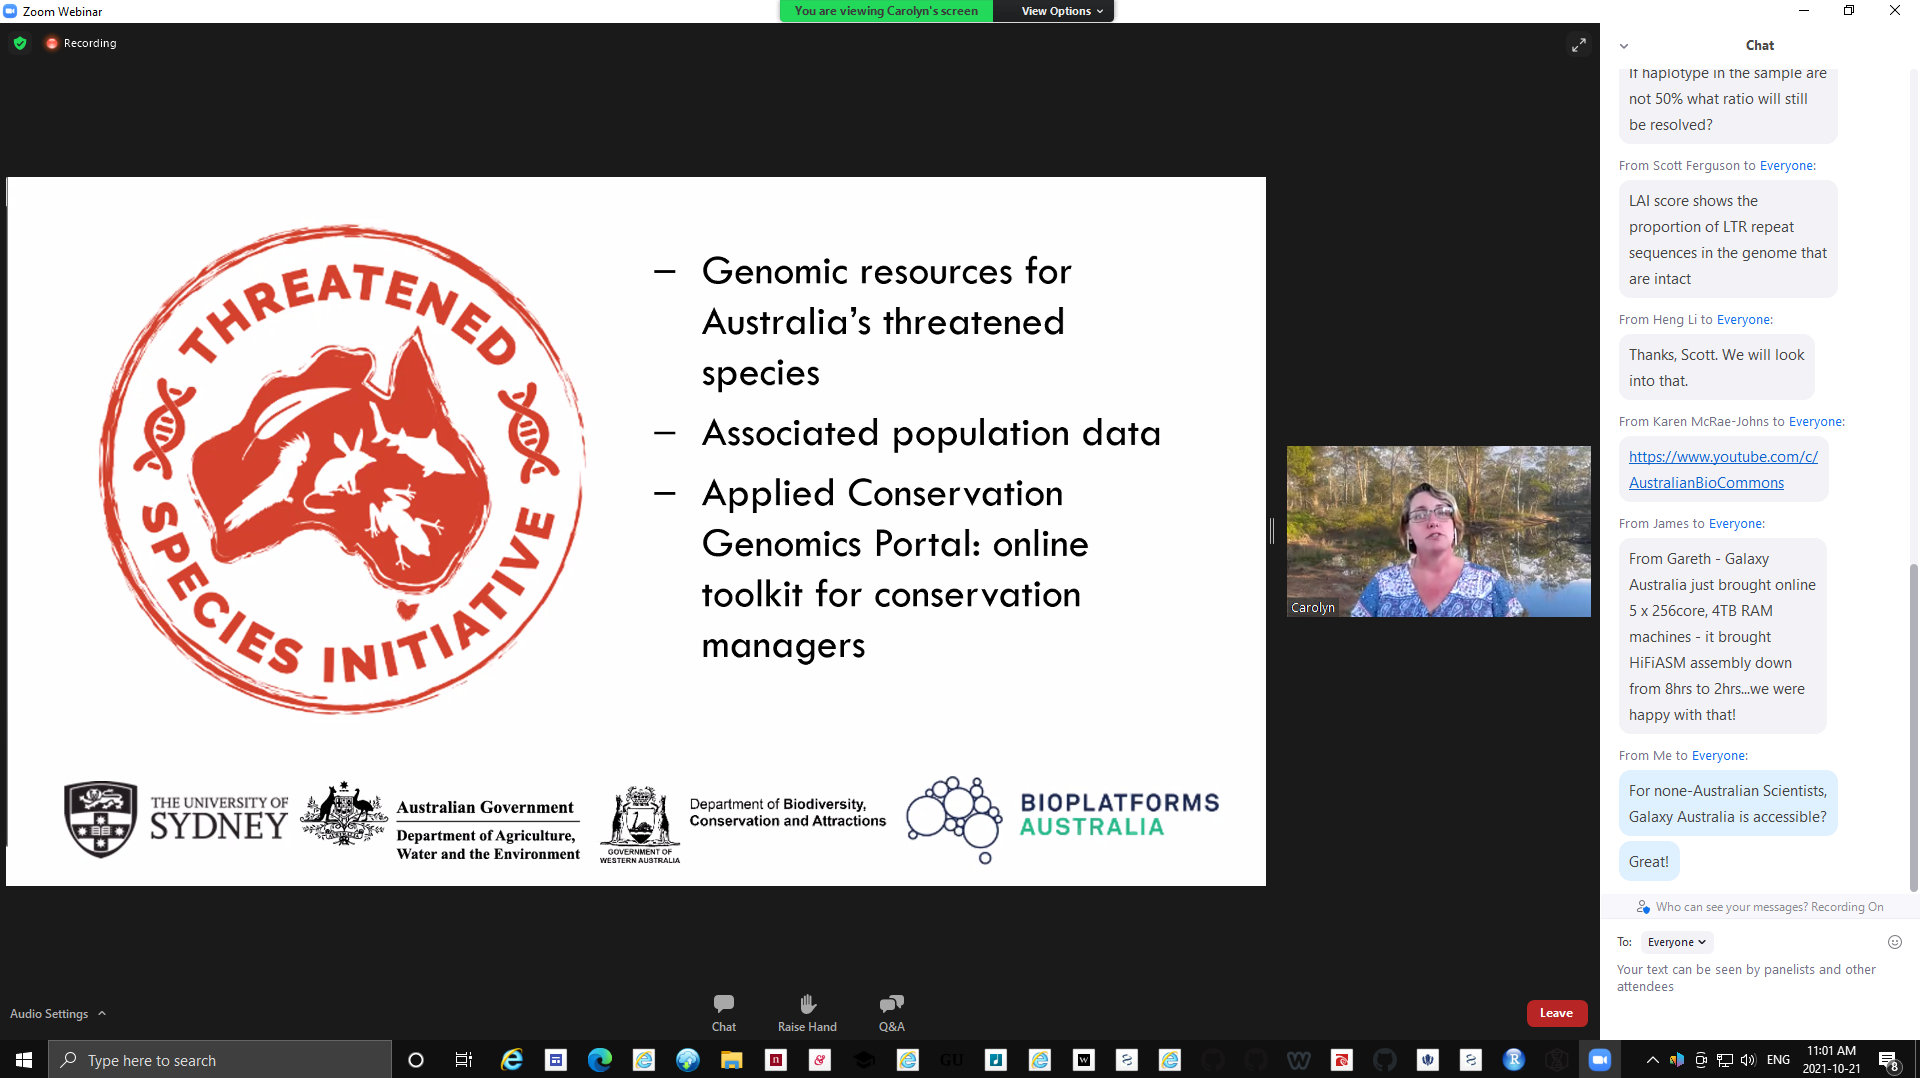 Zoom Webinar
You are viewing Carolyn's screen
View Options
Recording
THREATENED
SPECIES INITIATIVE
– Genomic resources for
Australia’s threatened
species
– Associated population data
– Applied Conservation
Genomics Portal: online
toolkit for conservation
managers
THE UNIVERSITY OF
SYDNEY
Australian Government
Department of Agriculture,
Water and the Environment
GOVERNMENT OF
WESTERN AUSTRALIA
Department of Biodiversity,
Conservation and Attractions
BIOPLATFORMS
AUSTRALIA
Carolyn
Chat
If haplotype in the sample are
not 50% what ratio will still
be resolved?
From Scott Ferguson to Everyone:
LAI score shows the
proportion of LTR repeat
sequences in the genome that
are intact
From Heng Li to Everyone:
Thanks, Scott. We will look
into that.
From Karen McRae-Johns to Everyone:
https://www.youtube.com/c/
AustralianBioCommons
From James to Everyone:
From Gareth - Galaxy
Australia just brought online
5 x 256core, 4TB RAM
machines - it brought
HiFiASM assembly down
from 8hrs to 2hrs...we were
happy with that!
From Me to Everyone:
For none-Australian Scientists,
Galaxy Australia is accessible?
Great!
Who can see your messages? Recording On
To: Everyone
Your text can be seen by panelists and other
attendees
Audio Settings
Chat
Raise Hand
Q&A
Leave
Type here to search
GU
ENG
11:01 AM
2021-10-21
8